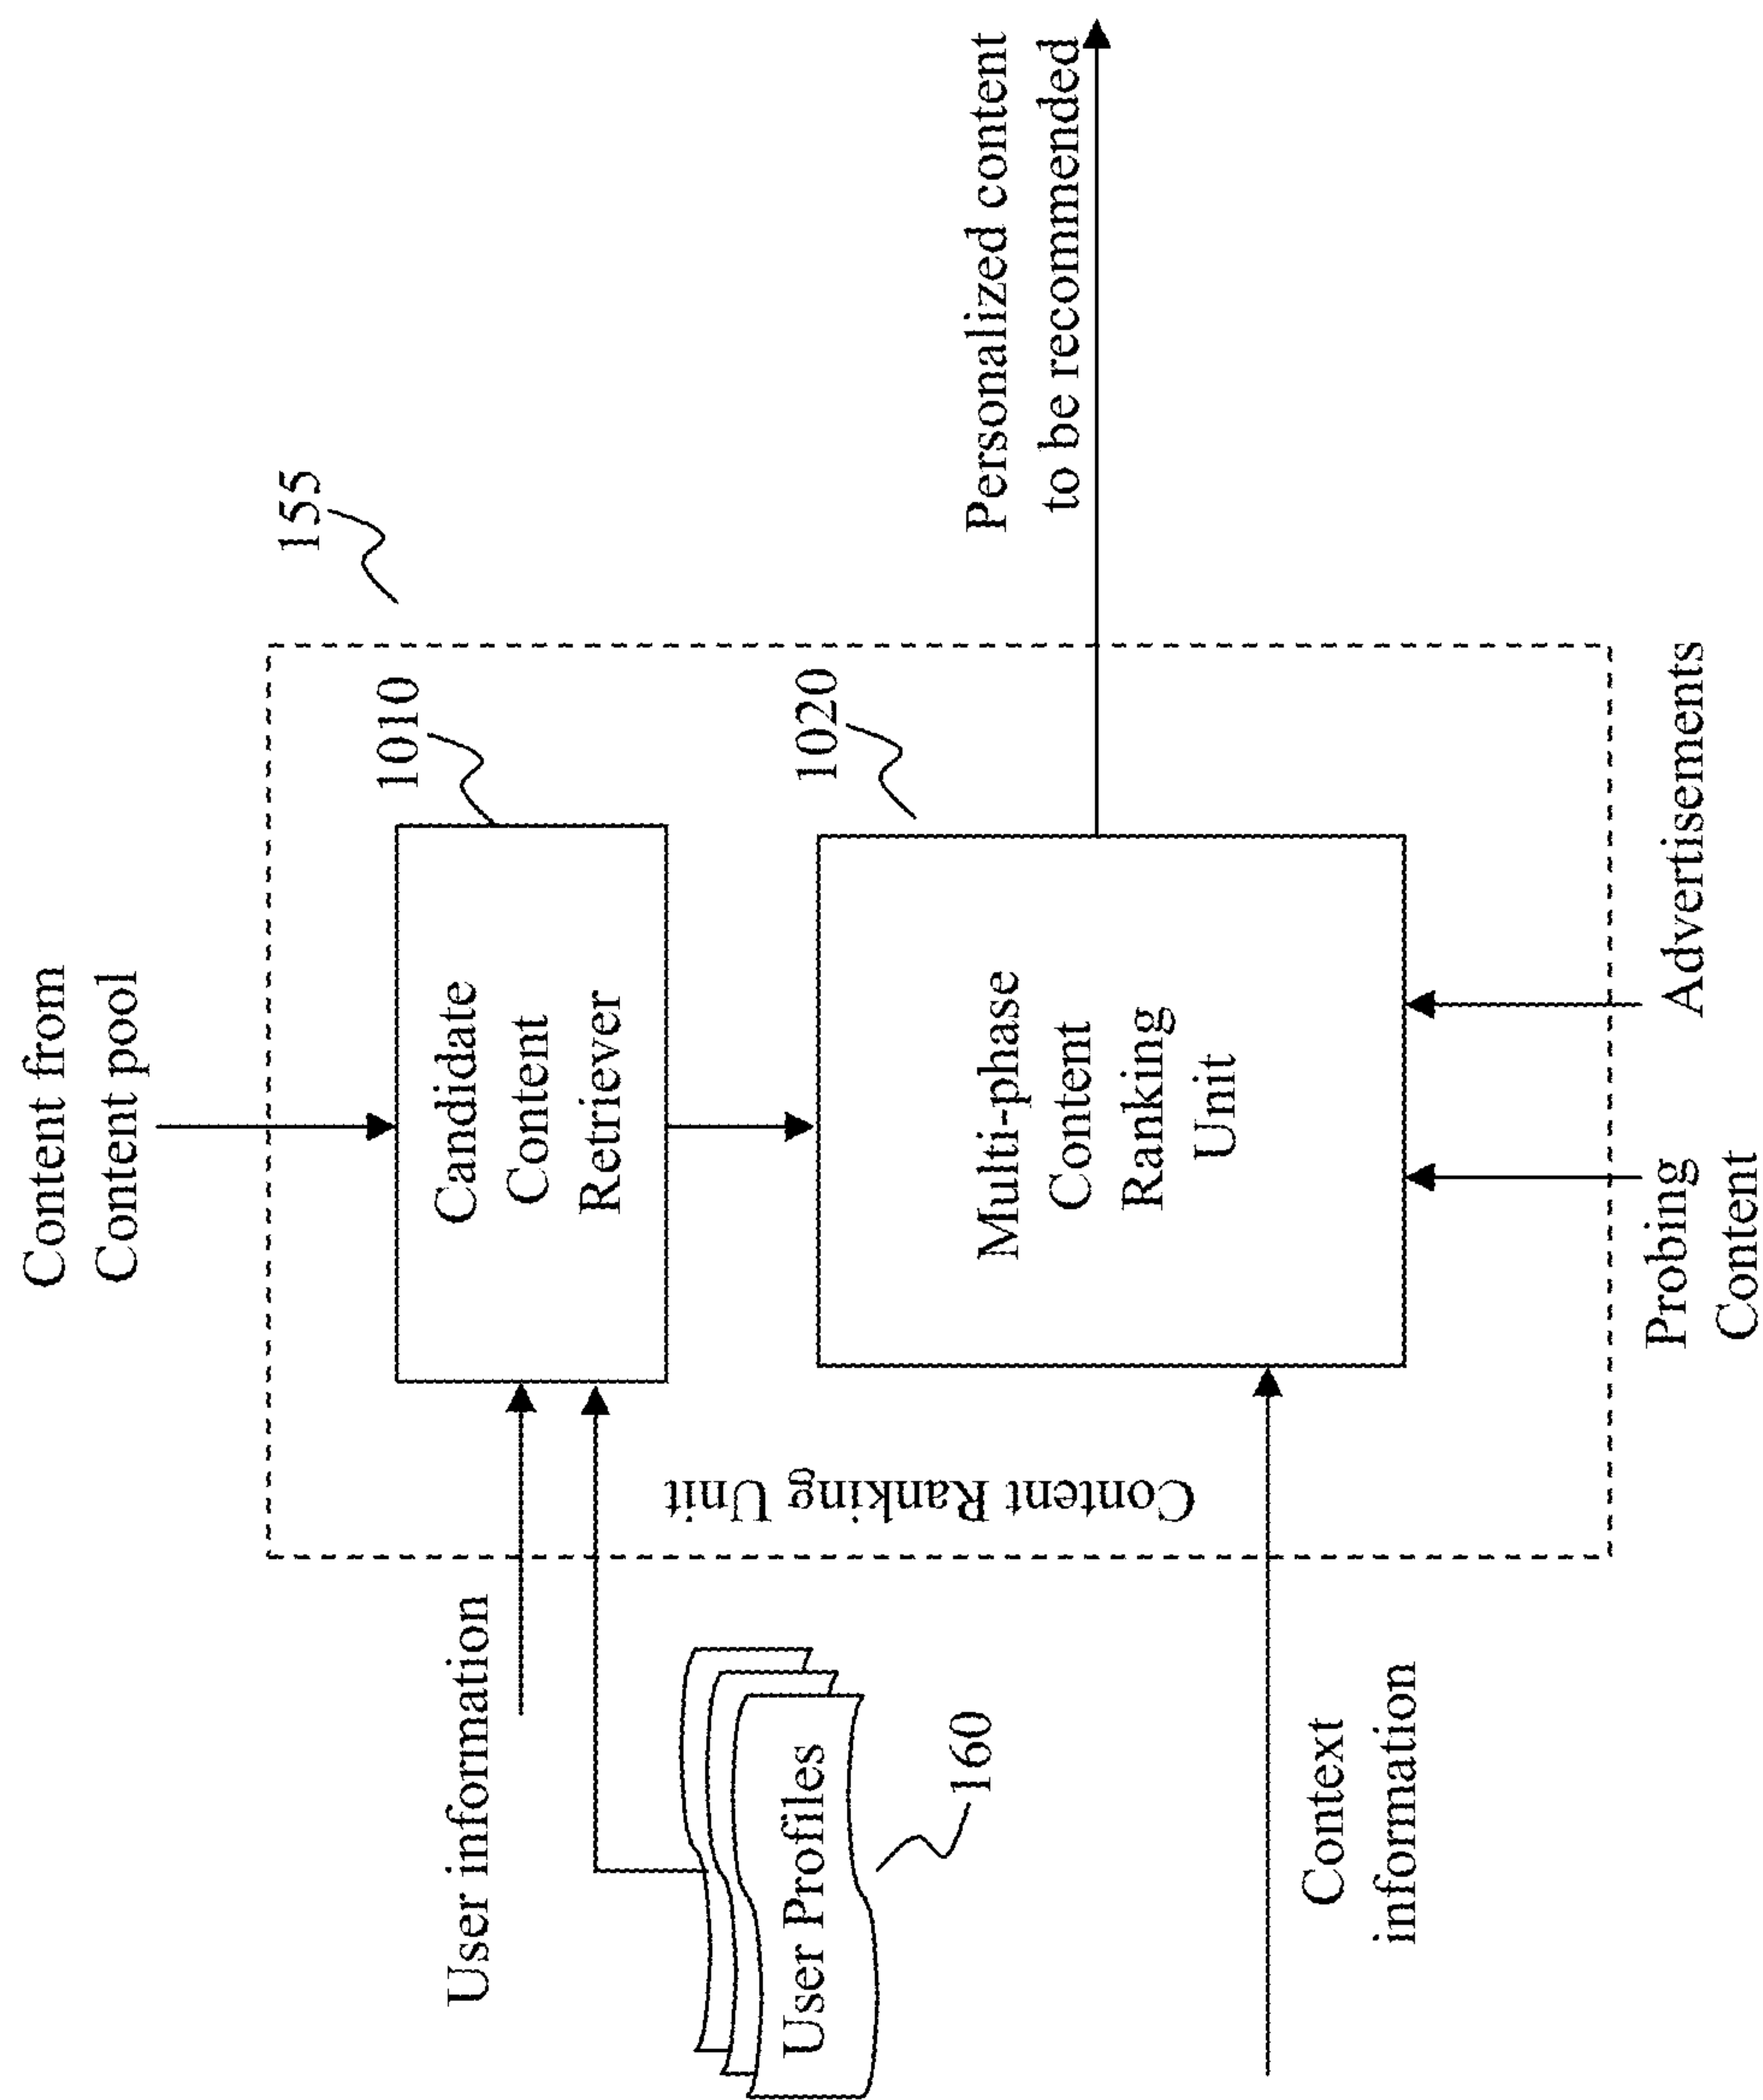 Content from
Content pool
155
1010
User information
Candidate
Content
Retriever
User Profiles
160
Content Ranking Unit
1020
Multi-phase
Content
Ranking
Unit
Personalized content
to be recommended
Context
information
Probing
Content
Advertisements